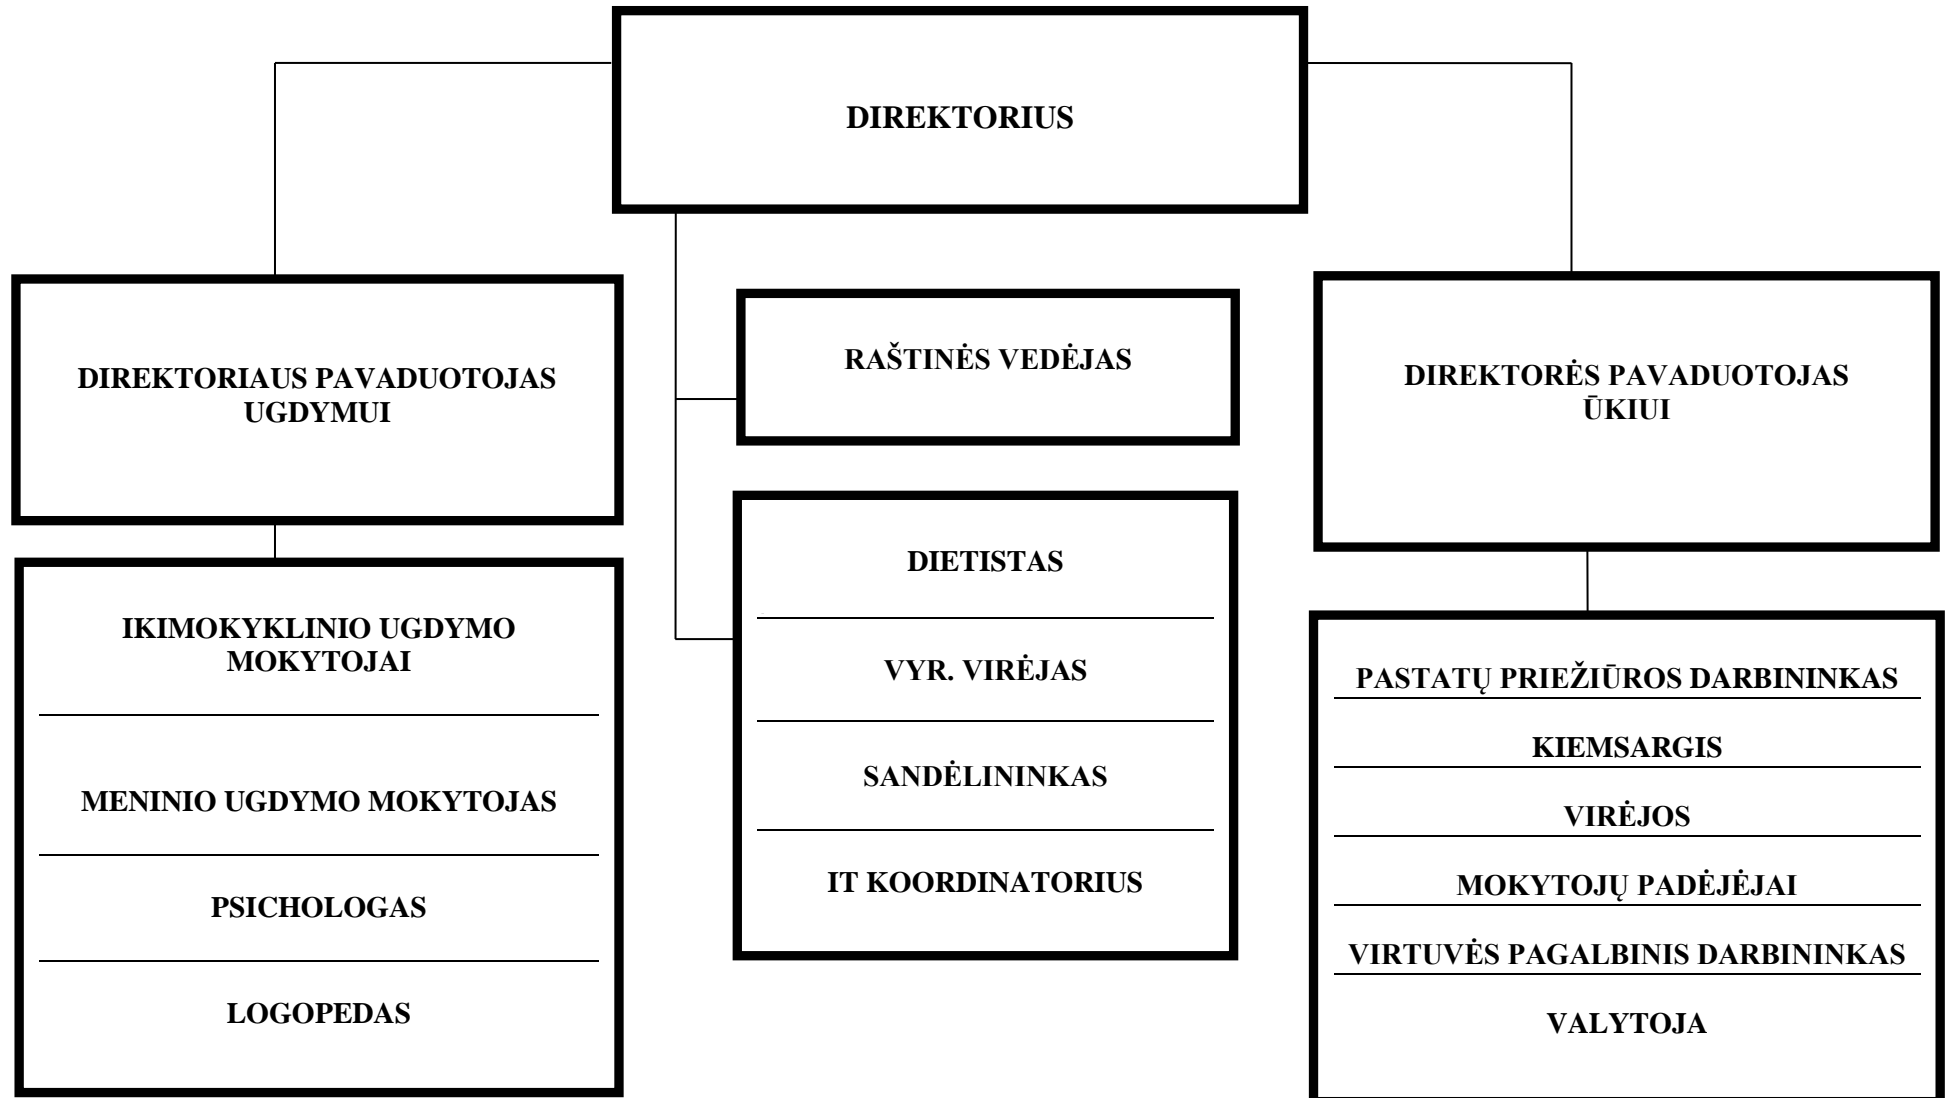 DIREKTORIUS
DIREKTORIAUS PAVADUOTOJAS
UGDYMUI
RAŠTINĖS VEDĖJAS
DIREKTORĖS PAVADUOTOJAS
ŪKIUI
IKIMOKYKLINIO UGDYMO
MOKYTOJAI
MENINIO UGDYMO MOKYTOJAS
PSICHOLOGAS
LOGOPEDAS
DIETISTAS
VYR. VIRĖJAS
SANDĖLININKAS
IT KOORDINATORIUS
PASTATŲ PRIEŽIŪROS DARBININKAS
KIEMSARGIS
VIRĖJOS
MOKYTOJŲ PADĖJĖJAI
VIRTUVĖS PAGALBINIS DARBININKAS
VALYTOJA